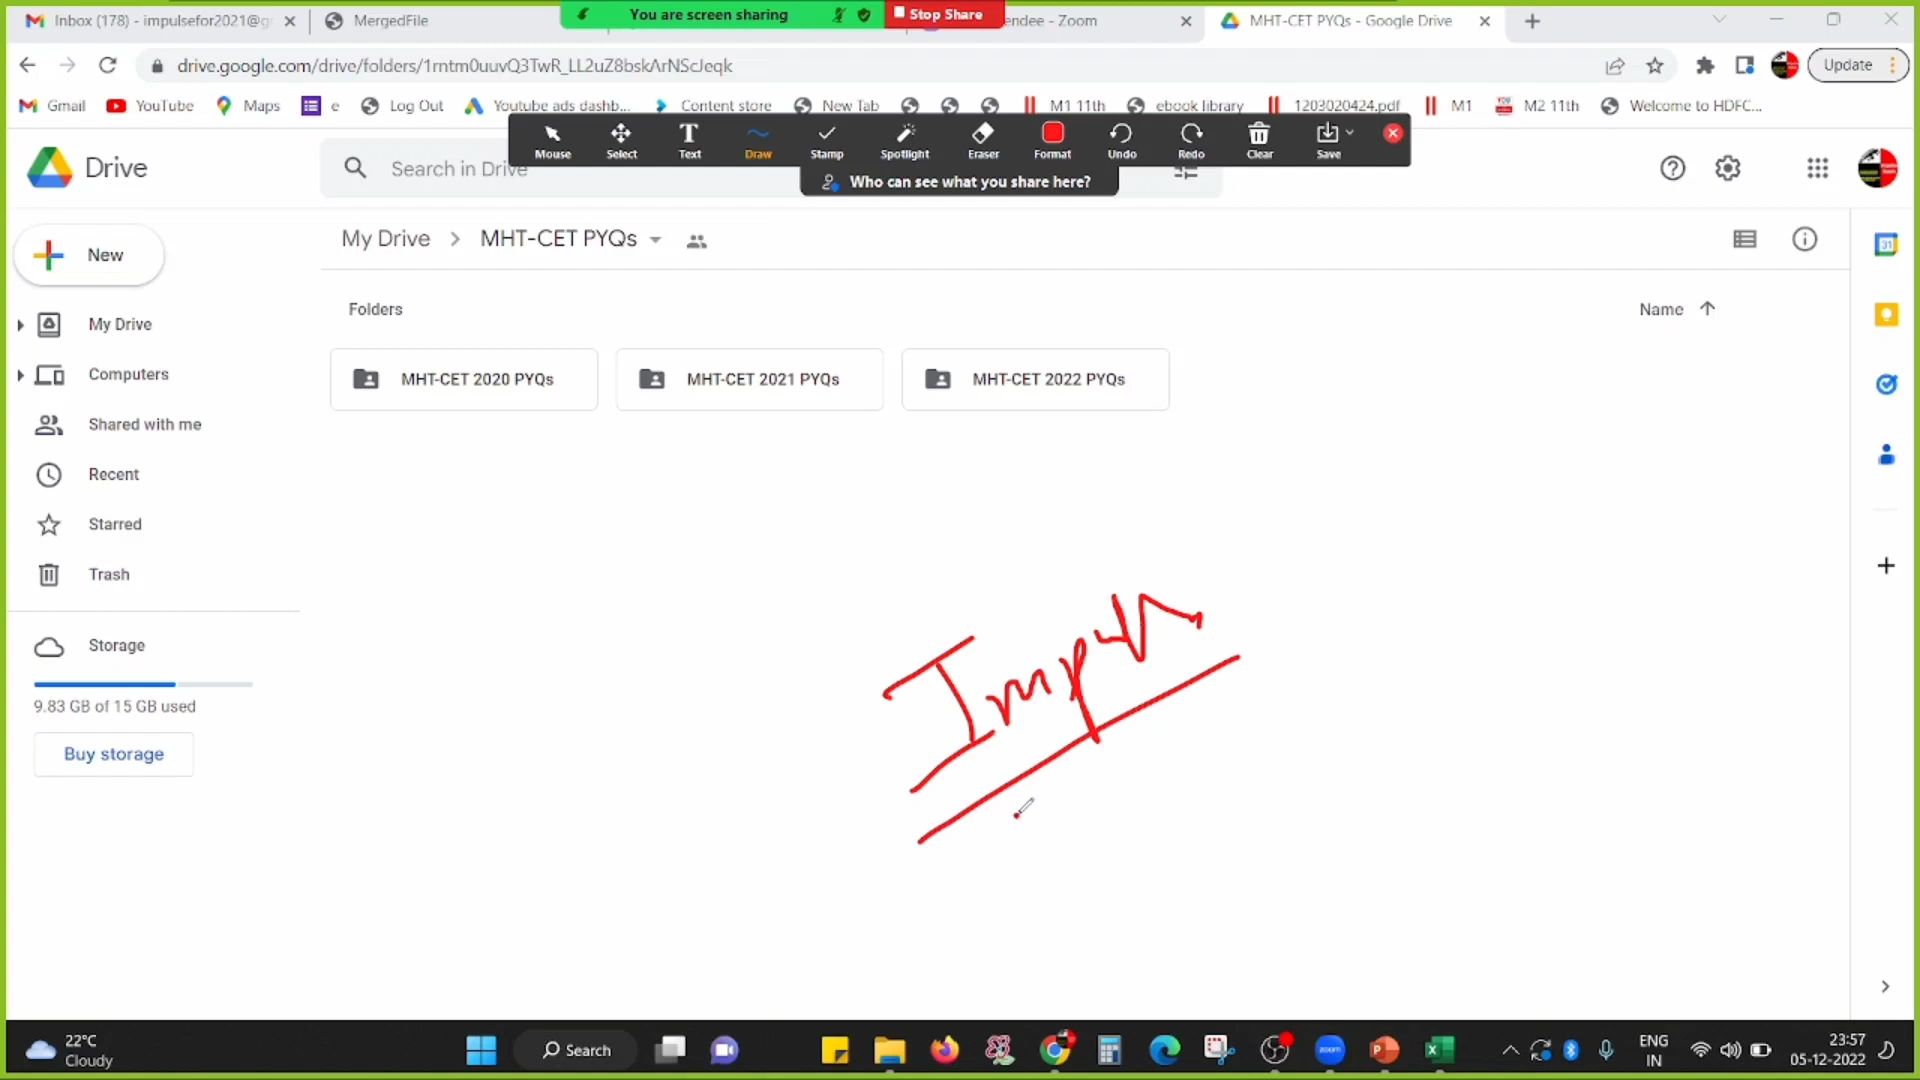 Inbox (178) - impulsefor2021@g
MergedFile
You are screen sharing
Stop Share
endee - Zoom
MHT-CET PYQs - Google Drive
drive.google.com/drive/folders/1rntm0uuvQ3TwR_LL2uZ8bskArNScJeqk
Update
Gmail
YouTube
Maps
e
Log Out
Youtube ads dashb...
Content store
New Tab
M1 11th
ebook library
1203020424.pdf
M1
M2 11th
Welcome to HDFC...
Mouse
Select
Text
Draw
Stamp
Spotlight
Eraser
Format
Undo
Redo
Clear
Save
Who can see what you share here?
Drive
Search in Drive
New
My Drive
MHT-CET PYQs
Folders
Name
MHT-CET 2020 PYQs
MHT-CET 2021 PYQs
MHT-CET 2022 PYQs
My Drive
Computers
Shared with me
Recent
Starred
Trash
Storage
9.83 GB of 15 GB used
Buy storage
22°C
Cloudy
Search
zoom
ENG
IN
23:57
05-12-2022